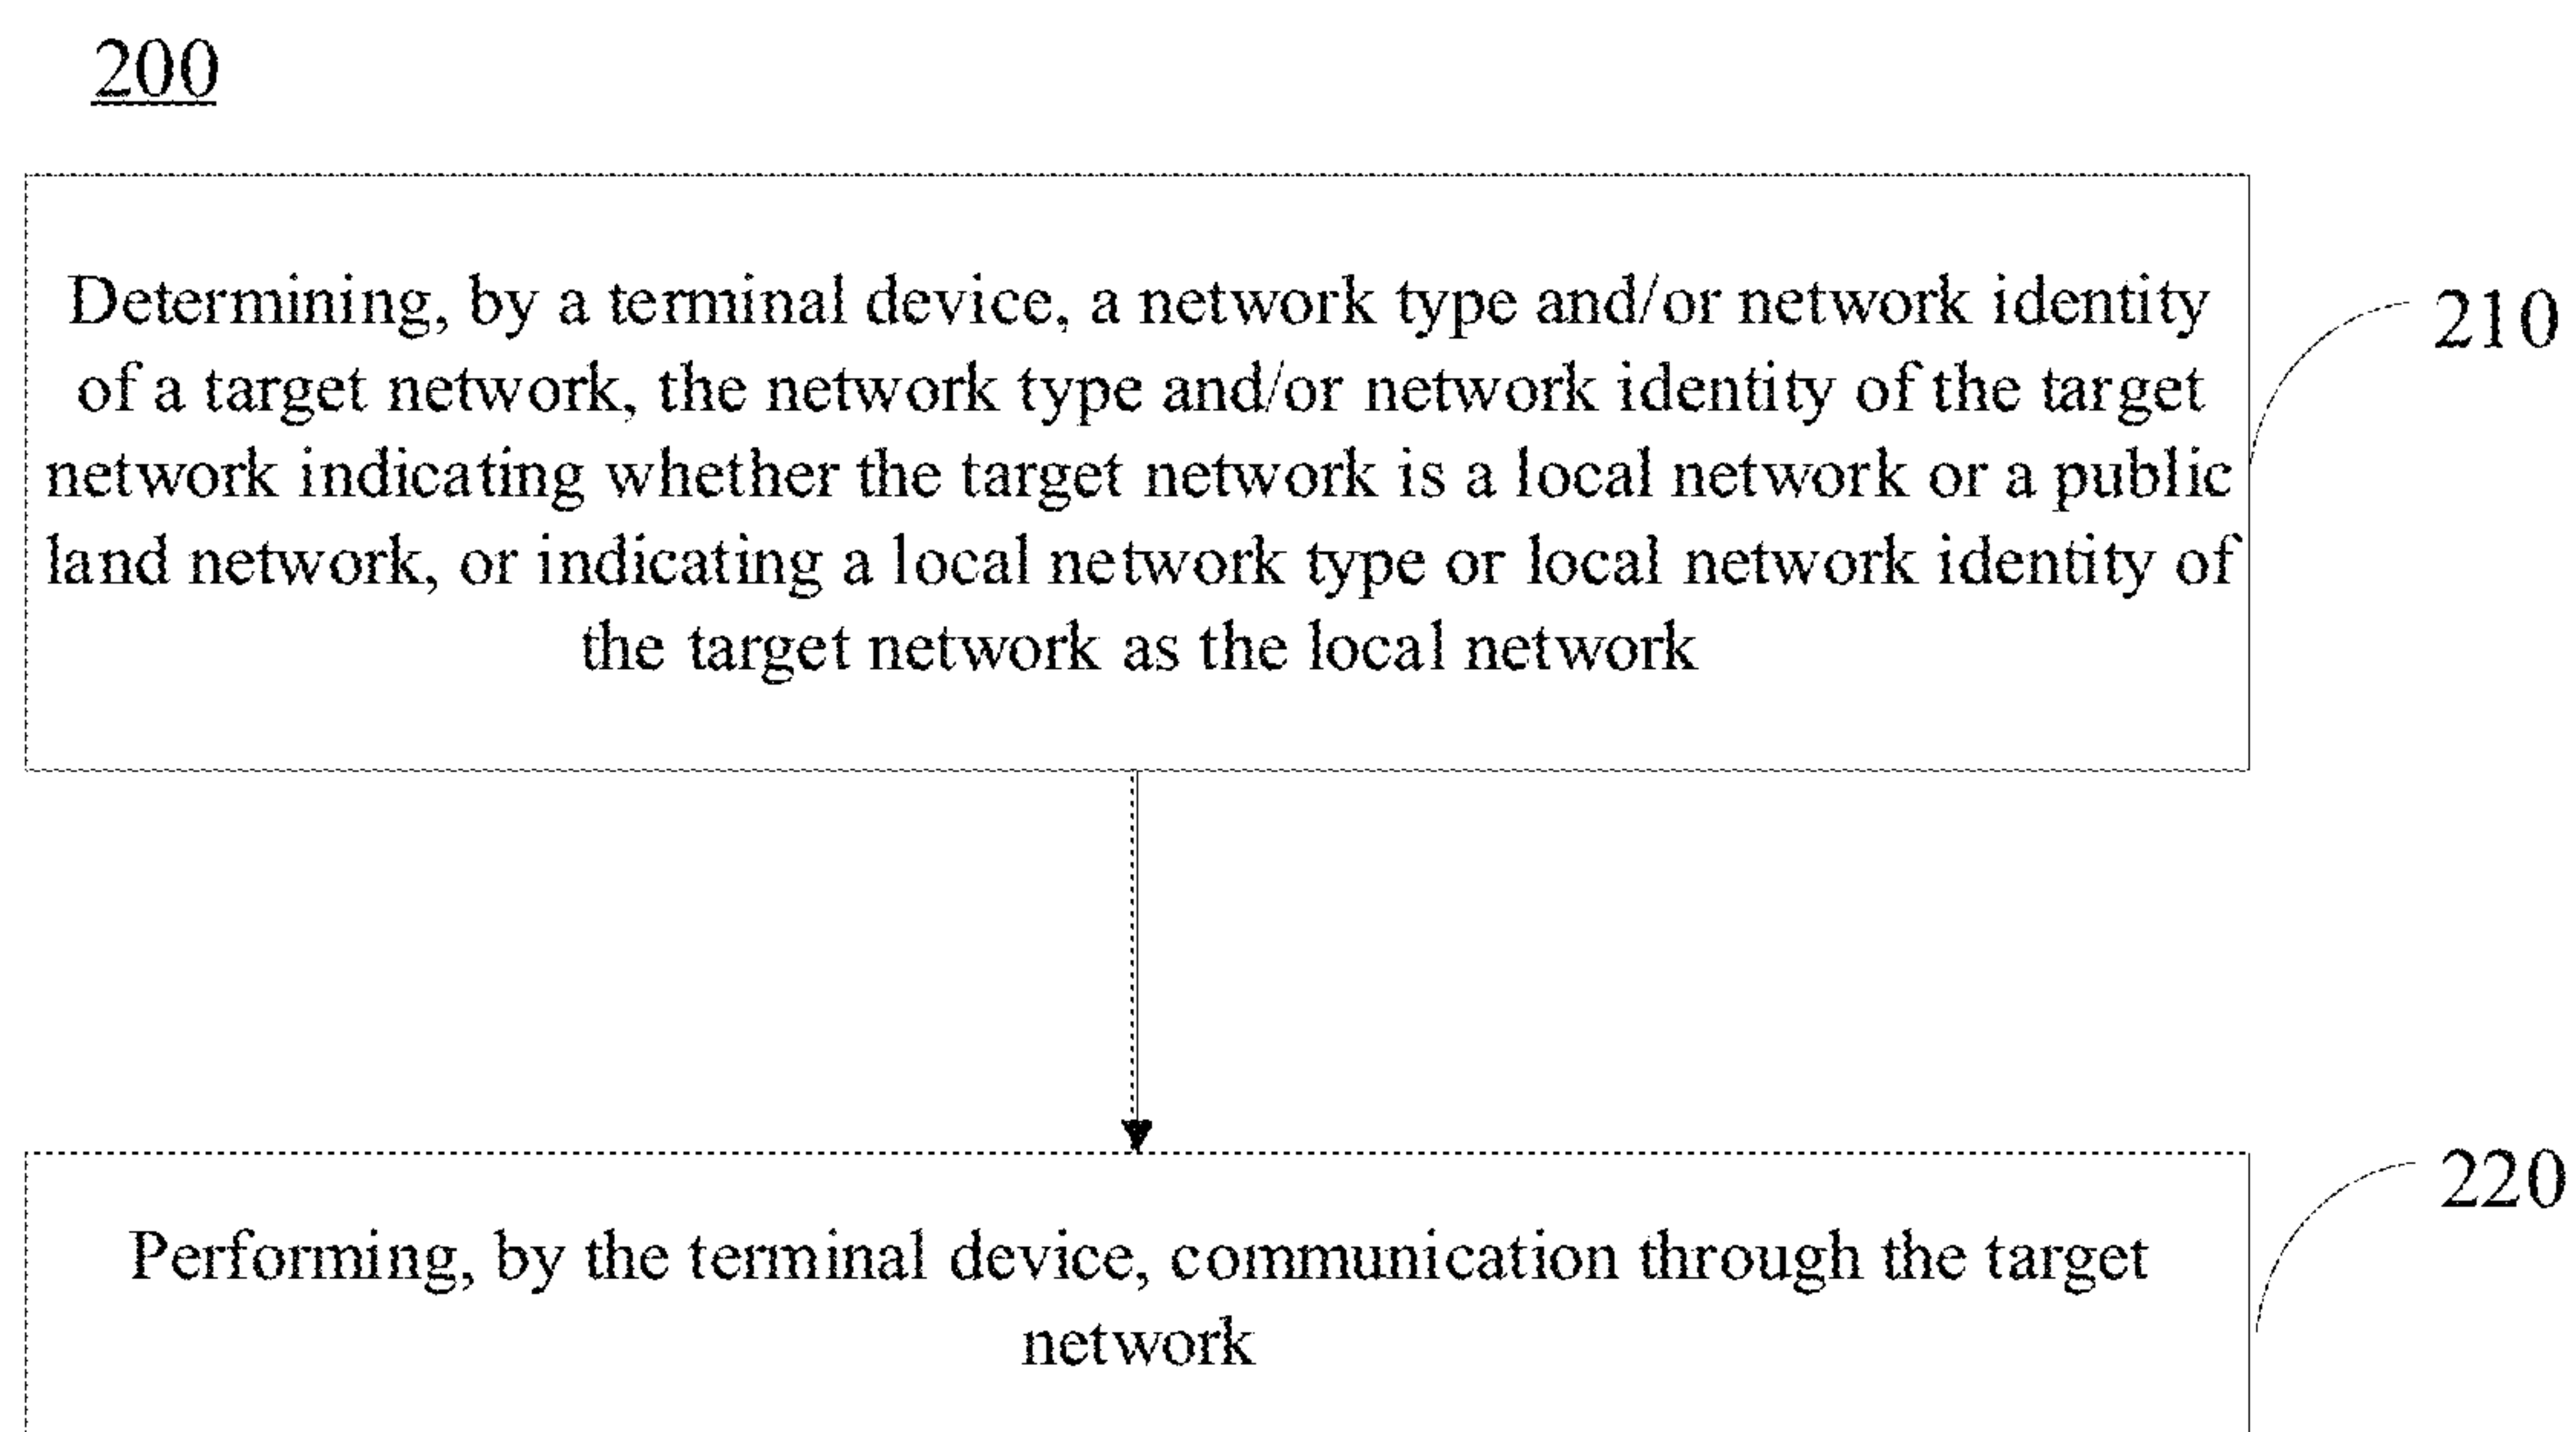 200
Determining, by a terminal device, a network type and/or network identity
of a target network, the network type and/or network identity of the target
network indicating whether the target network is a local network or a public
land network, or indicating a local network type or local network identity of
the target network as the local network
210
Performing, by the terminal device, communication through the target
network
220